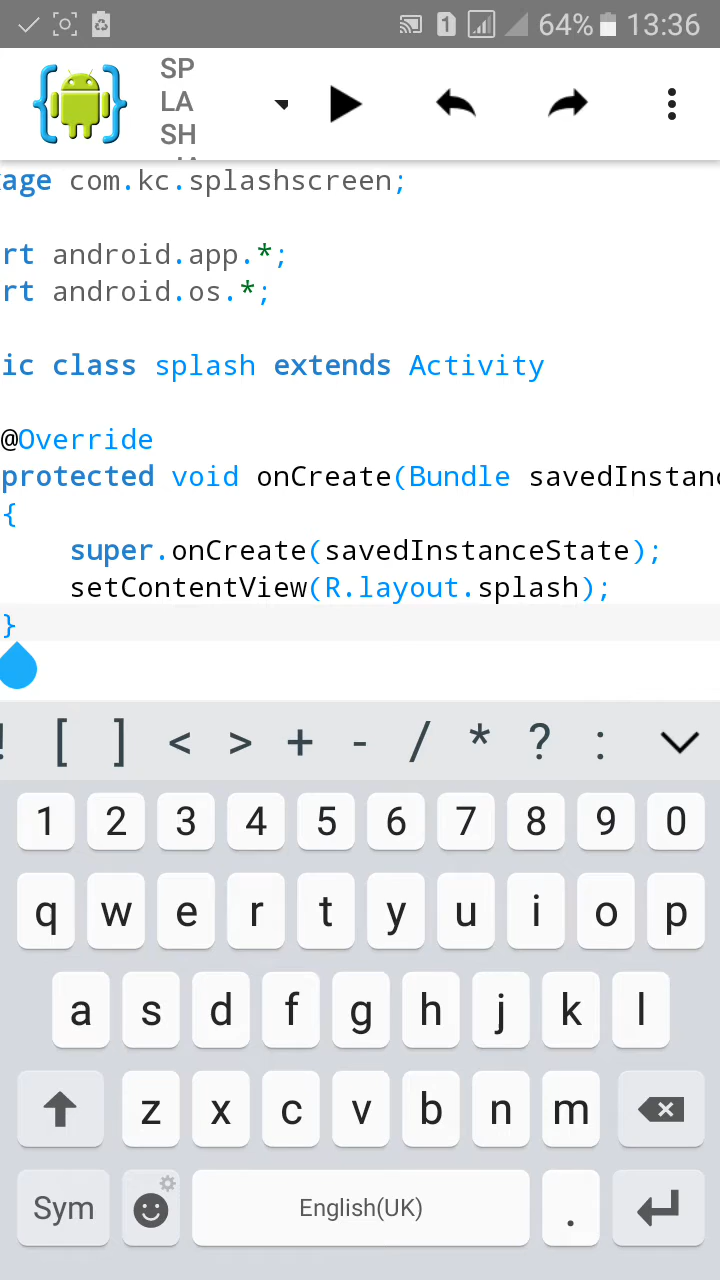 64% 13:36
1
SP
LA
SH
age com.kc.splashscreen;
rt android.app.*;
rt android.os.*;
ic class splash extends Activity
@Override
protected void onCreate(Bundle savedInstanc
{
super.onCreate(savedInstanceState);
setContentView(R.layout.splash);
}
! [ ] < > + - / * ? :
1 2 3 4 5 6 7 8 9 0
q w e r t y u i o p
a s d f g h j k l
z x c v b n m
Sym English(UK) .